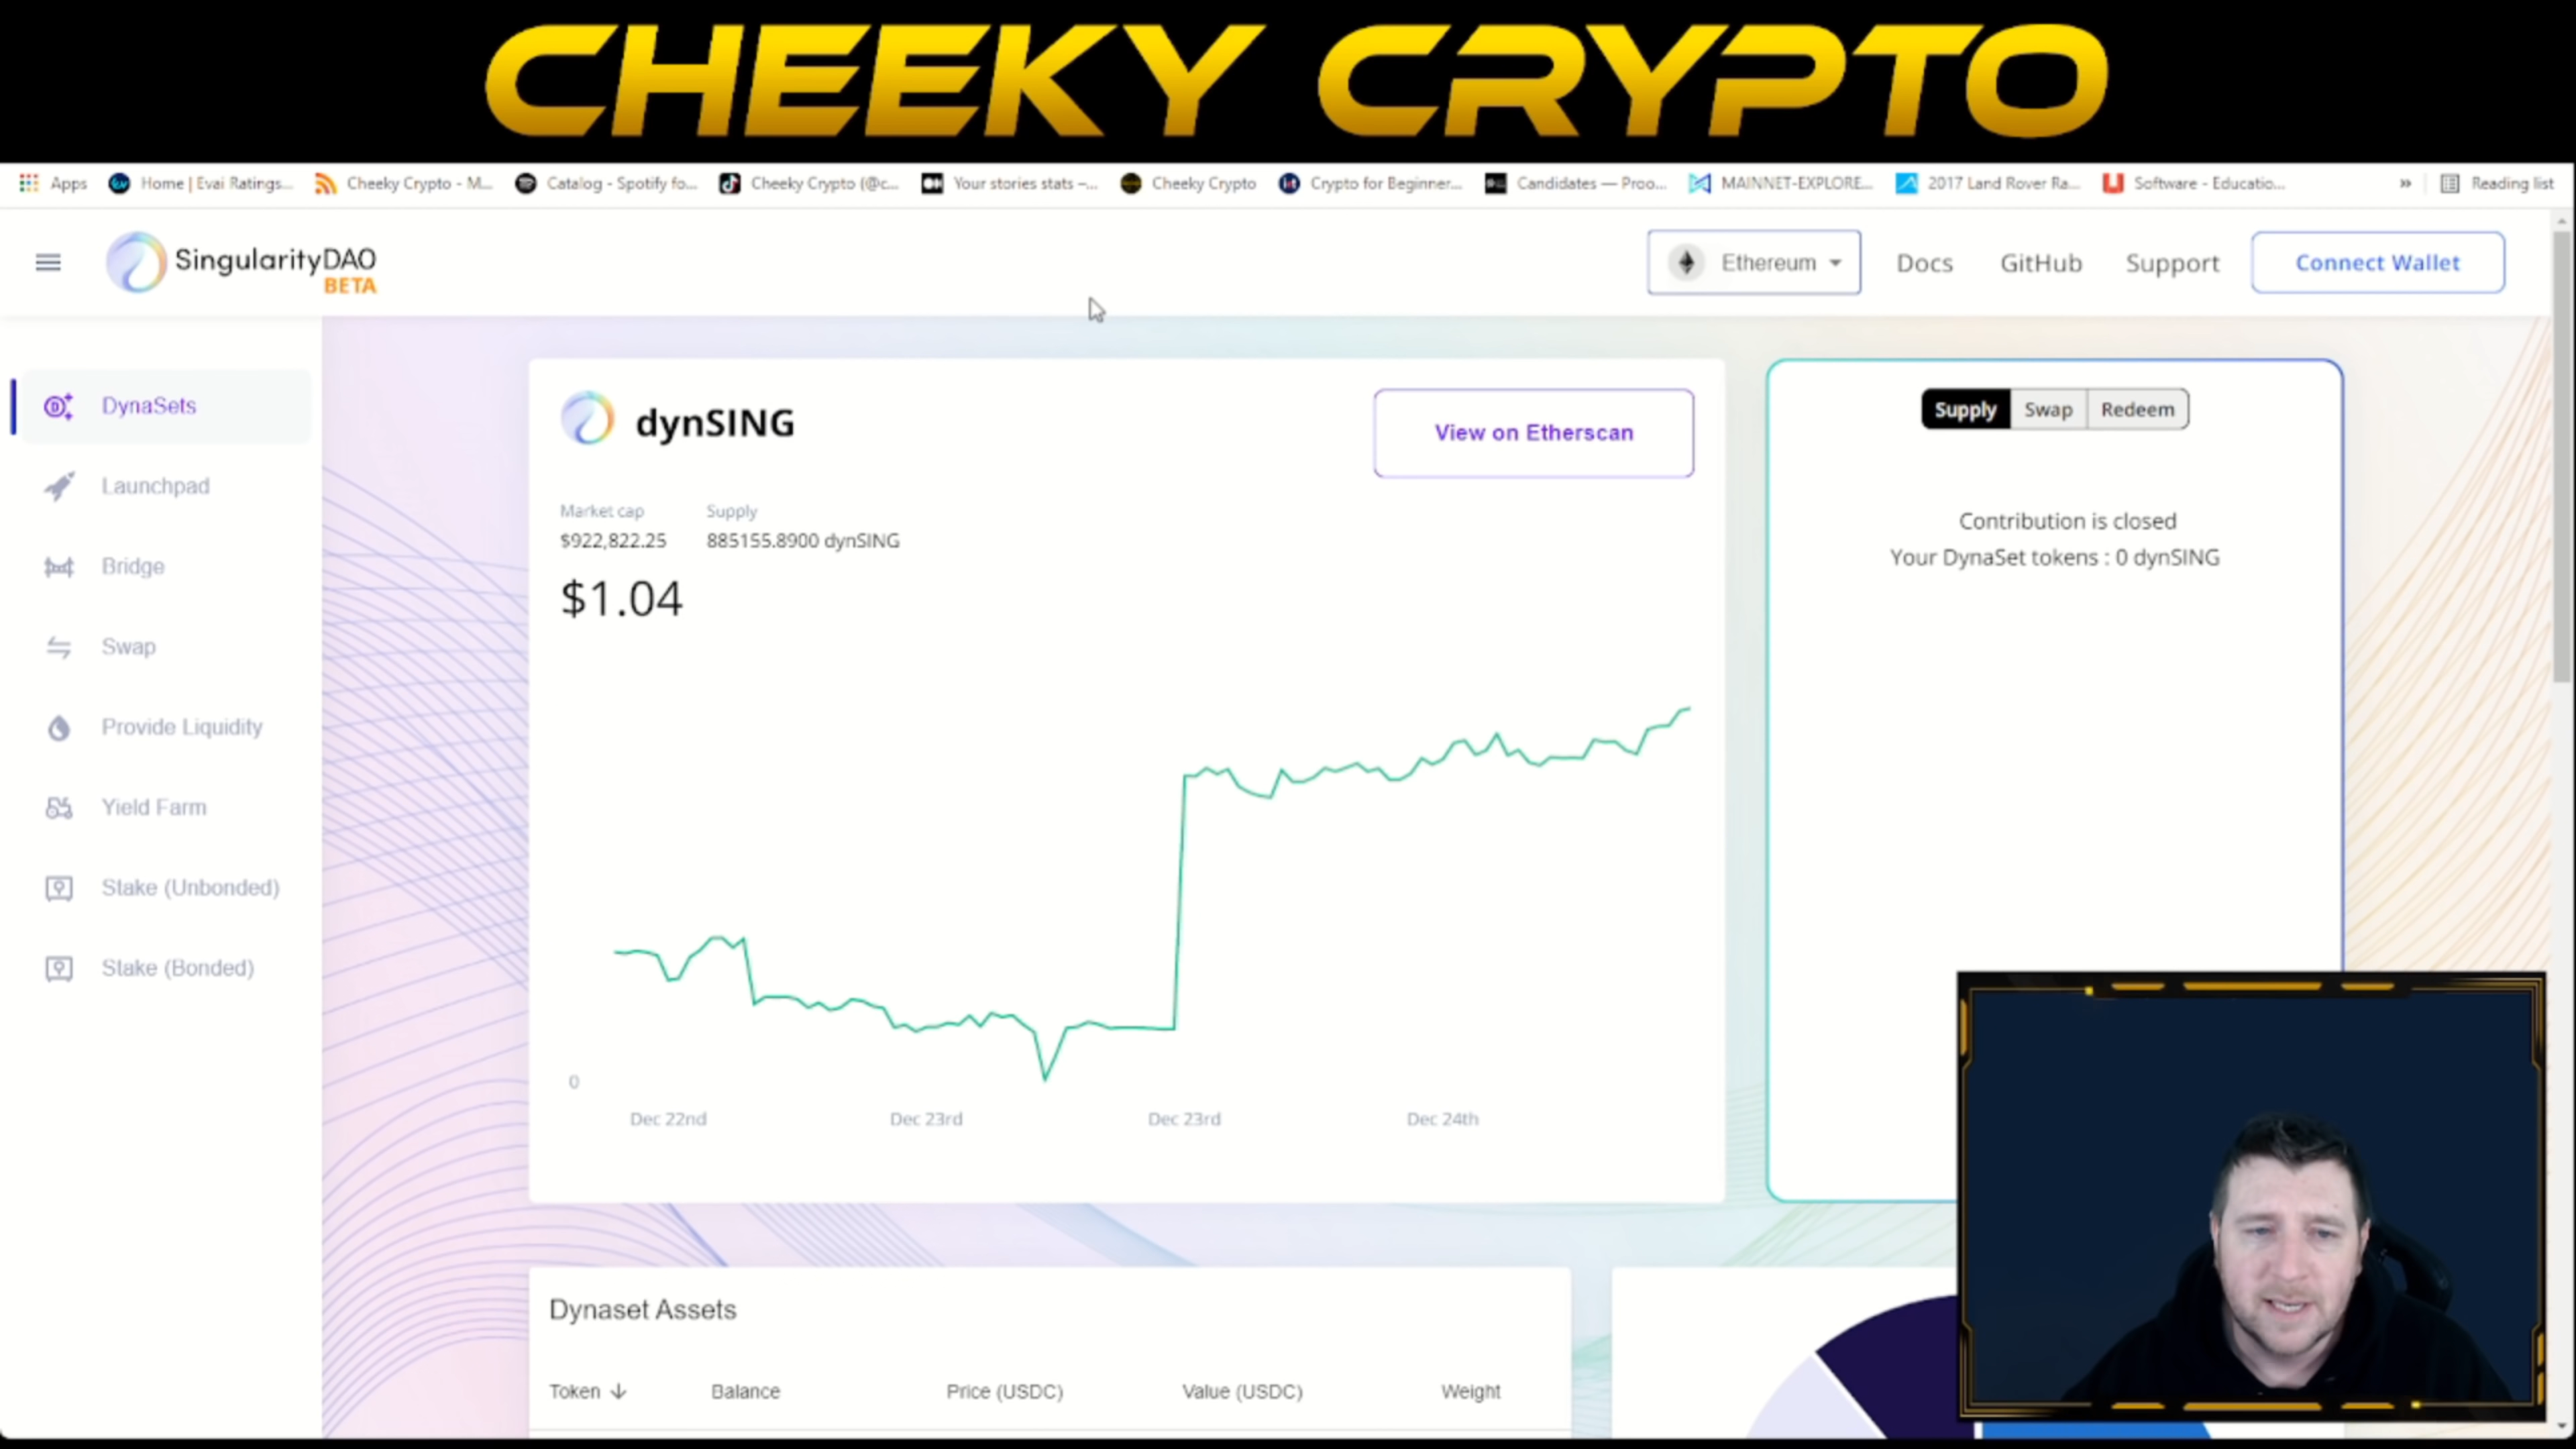 CHEEKY CRYPTO
Apps Home | Evai Ratings... Cheeky Crypto - M... Catalog - Spotify fo... Cheeky Crypto (@c... Your stories stats –... Cheeky Crypto Crypto for Beginner... Candidates — Proo... MAINNET-EXPLORE... 2017 Land Rover Ra... Software - Educatio... » Reading list
SingularityDAO
BETA
Ethereum Docs GitHub Support Connect Wallet
DynaSets
Launchpad
Bridge
Swap
Provide Liquidity
Yield Farm
Stake (Unbonded)
Stake (Bonded)
dynSING
View on Etherscan
Market cap Supply
$922,822.25 885155.8900 dynSING
$1.04
0
Dec 22nd Dec 23rd Dec 23rd Dec 24th
Supply Swap Redeem
Contribution is closed
Your DynaSet tokens : 0 dynSING
Dynaset Assets
Token Balance Price (USDC) Value (USDC) Weight